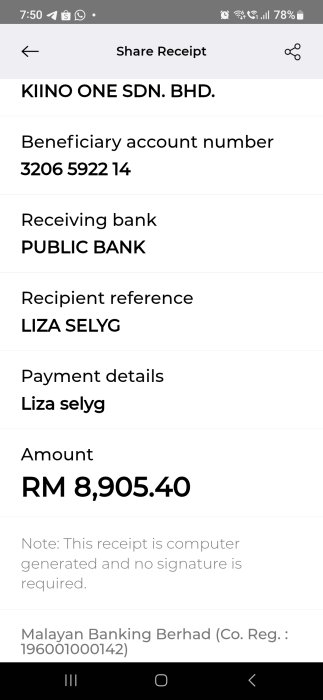 7:50
78%
Share Receipt
KIINO ONE SDN. BHD.
Beneficiary account number
3206 5922 14
Receiving bank
PUBLIC BANK
Recipient reference
LIZA SELYG
Payment details
Liza selyg
Amount
RM 8,905.40
Note: This receipt is computer
generated and no signature is
required.
Malayan Banking Berhad (Co. Reg. :
196001000142)